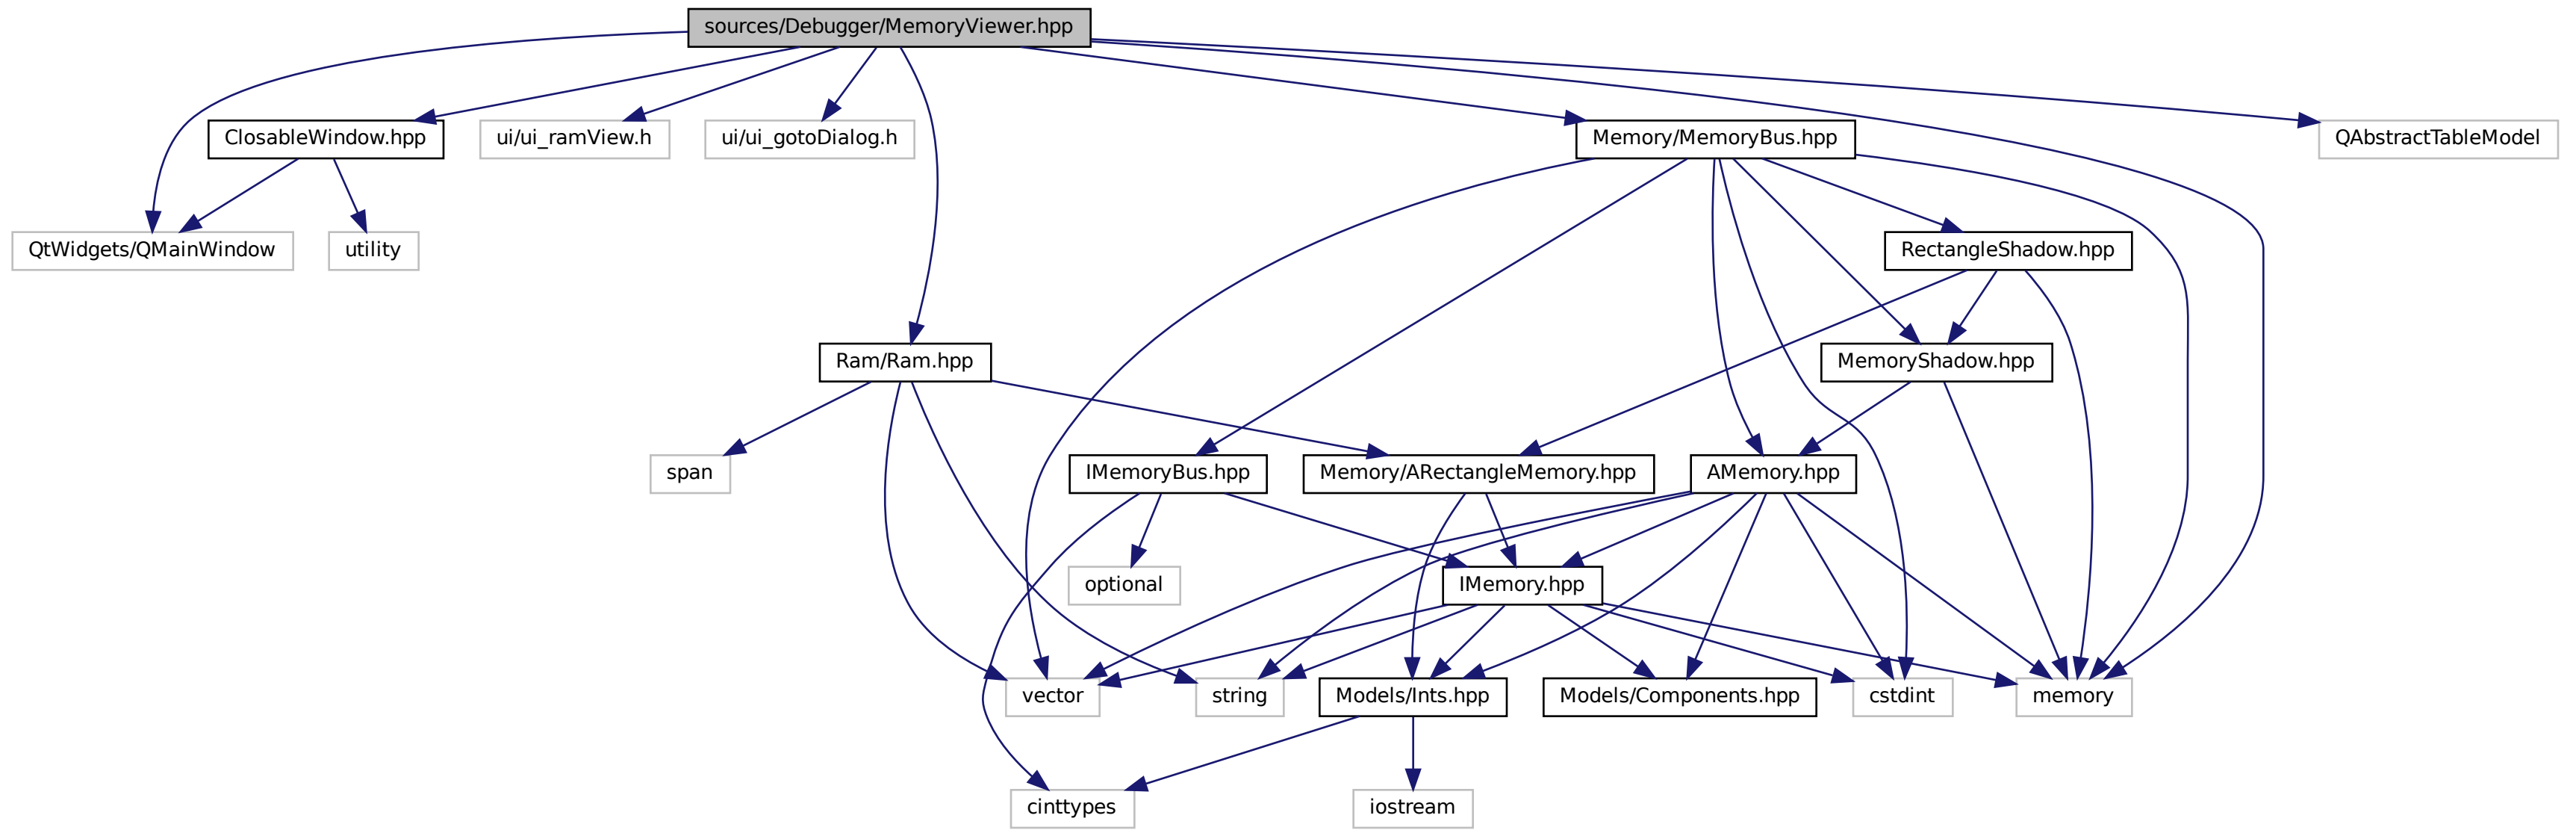 sources/Debugger/MemoryViewer.hpp
ClosableWindow.hpp
ui/ui_ramView.h
ui/ui_gotoDialog.h
Memory/MemoryBus.hpp
QAbstractTableModel
QtWidgets/QMainWindow
utility
RectangleShadow.hpp
Ram/Ram.hpp
MemoryShadow.hpp
span
IMemoryBus.hpp
Memory/ARectangleMemory.hpp
AMemory.hpp
optional
IMemory.hpp
vector
string
Models/Ints.hpp
Models/Components.hpp
cstdint
memory
cinttypes
iostream